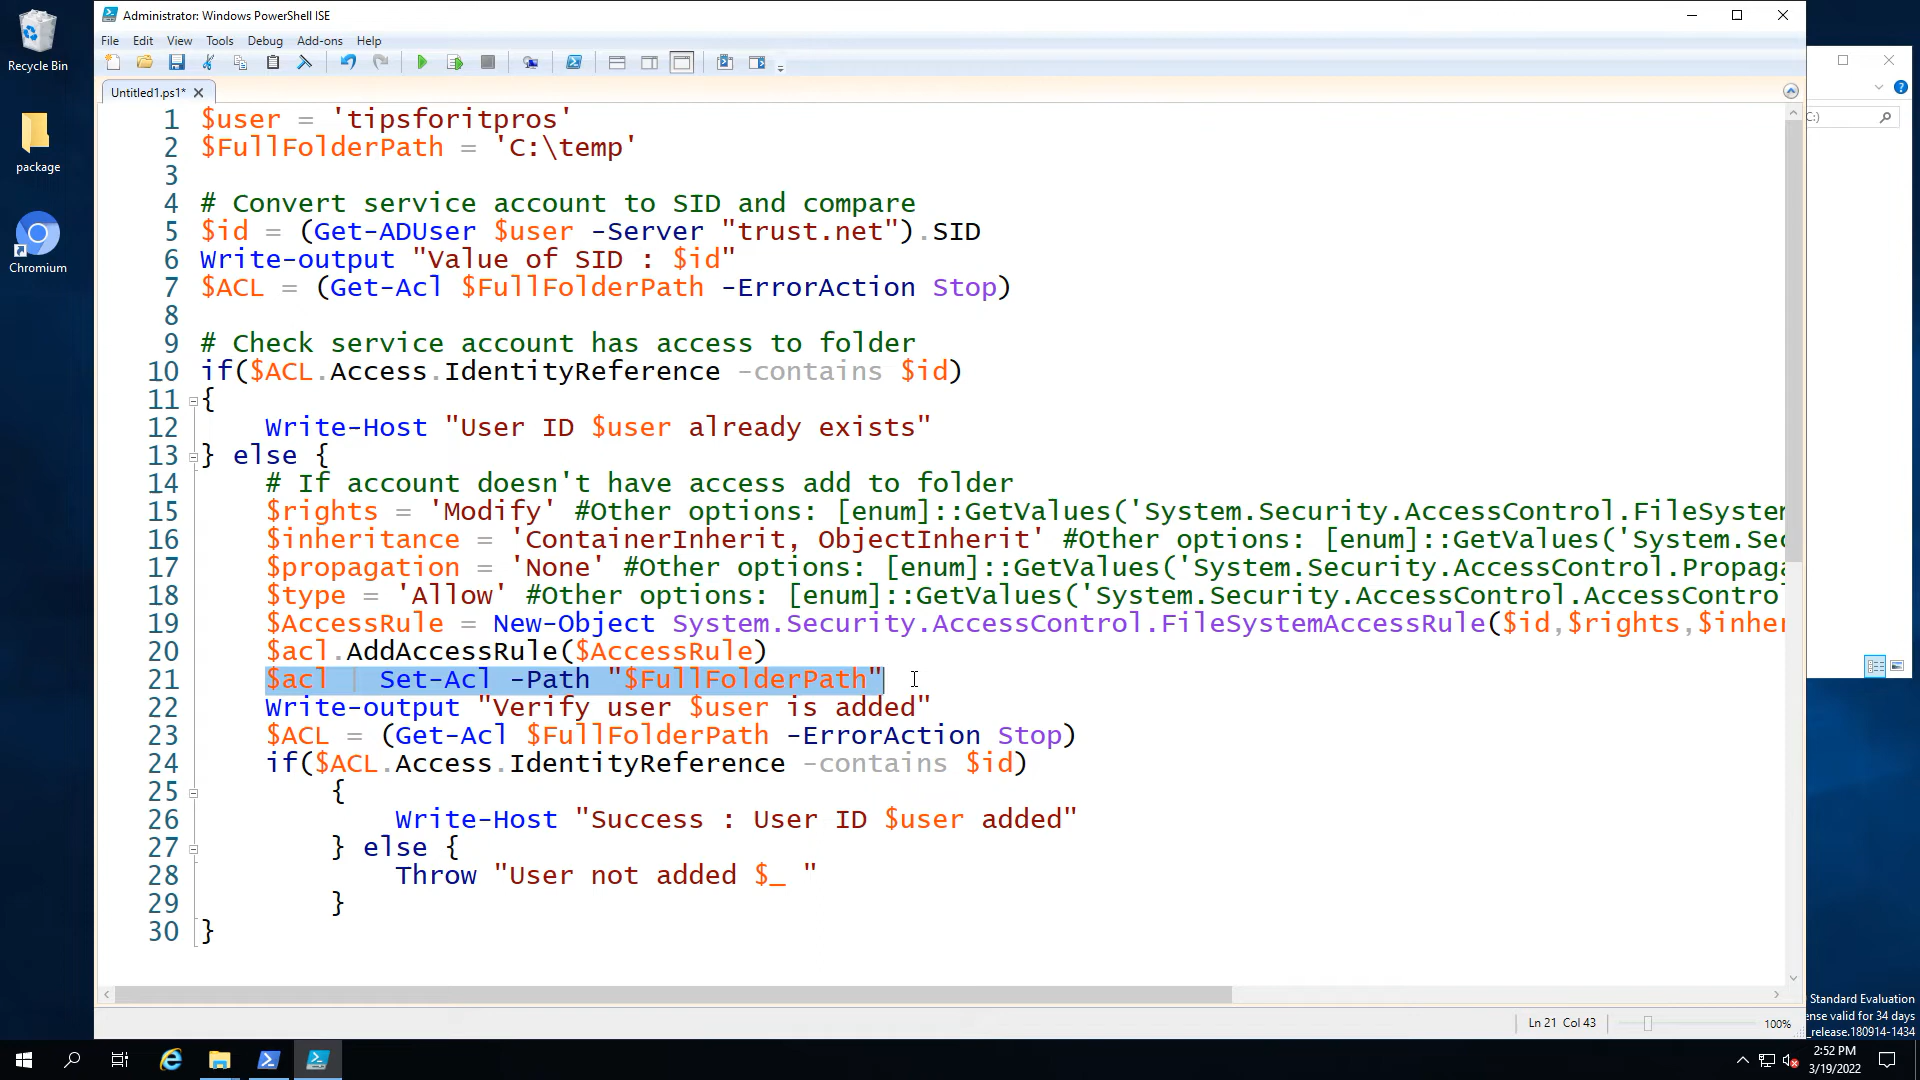 Recycle Bin
package
Chromium
Administrator: Windows PowerShell ISE
File Edit View Tools Debug Add-ons Help
Untitled1.ps1*
1 $user = 'tipsforitpros'
2 $FullFolderPath = 'C:\temp'
3
4 # Convert service account to SID and compare
5 $id = (Get-ADUser $user -Server "trust.net").SID
6 Write-output "Value of SID : $id"
7 $ACL = (Get-Acl $FullFolderPath -ErrorAction Stop)
8
9 # Check service account has access to folder
10 if($ACL.Access.IdentityReference -contains $id)
11 {
12 Write-Host "User ID $user already exists"
13 } else {
14 # If account doesn't have access add to folder
15 $rights = 'Modify' #Other options: [enum]::GetValues('System.Security.AccessControl.FileSystem
16 $inheritance = 'ContainerInherit, ObjectInherit' #Other options: [enum]::GetValues('System.Sec
17 $propagation = 'None' #Other options: [enum]::GetValues('System.Security.AccessControl.Propaga
18 $type = 'Allow' #Other options: [enum]::GetValues('System.Security.AccessControl.AccessControl
19 $AccessRule = New-Object System.Security.AccessControl.FileSystemAccessRule($id,$rights,$inher
20 $acl.AddAccessRule($AccessRule)
21 $acl | Set-Acl -Path "$FullFolderPath"
22 Write-output "Verify user $user is added"
23 $ACL = (Get-Acl $FullFolderPath -ErrorAction Stop)
24 if($ACL.Access.IdentityReference -contains $id)
25 {
26 Write-Host "Success : User ID $user added"
27 } else {
28 Throw "User not added $_ "
29 }
30 }
Ln 21 Col 43
100%
C:)
Standard Evaluation
ense valid for 34 days
_release.180914-1434
2:52 PM
3/19/2022